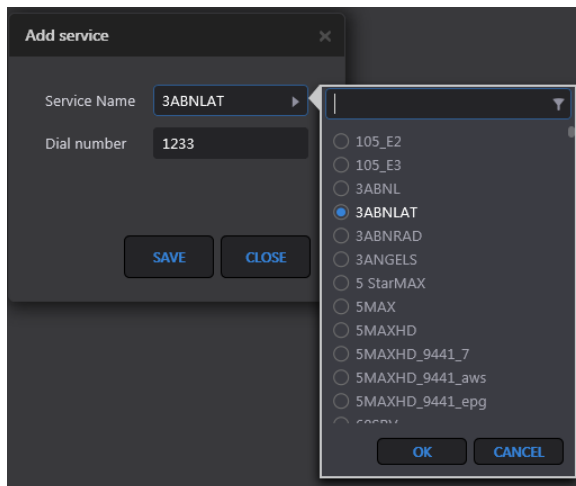 Add service
Service Name
3ABNLAT
Dial number
1233
SAVE
CLOSE
105_E2
105_E3
3ABNL
3ABNLAT
3ABNRAD
3ANGELS
5 StarMAX
5MAX
5MAXHD
5MAXHD_9441_7
5MAXHD_9441_aws
5MAXHD_9441_epg
OK
CANCEL